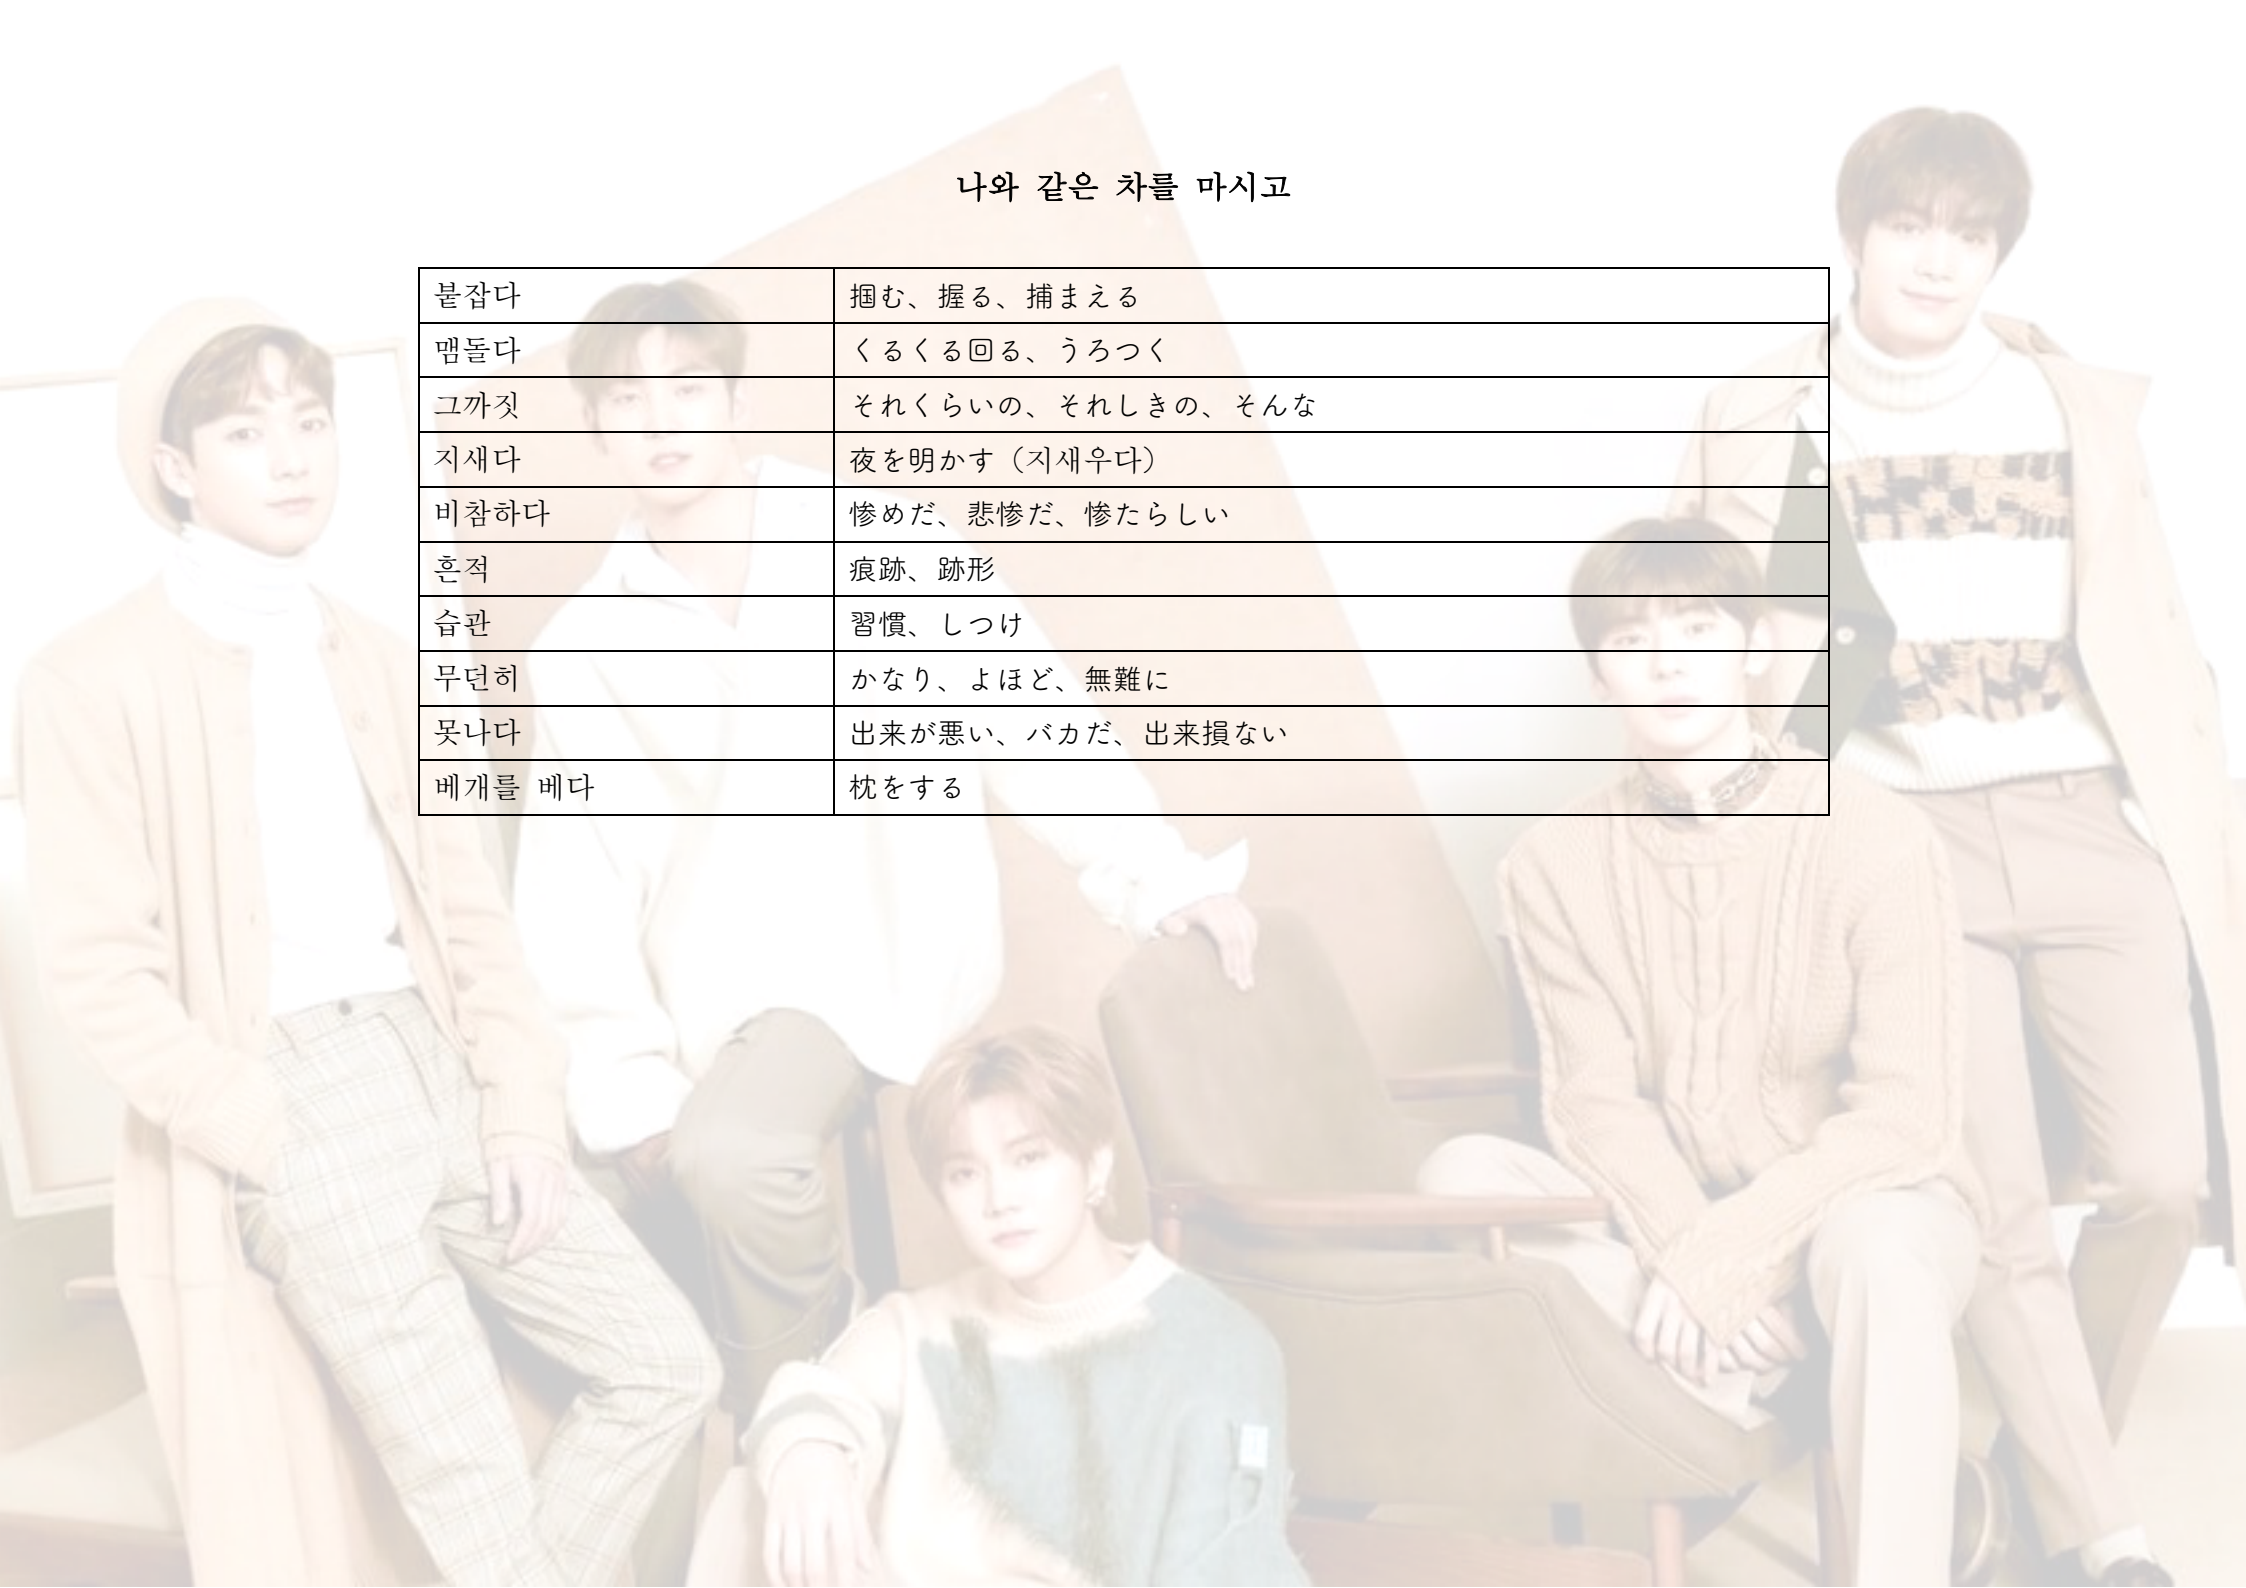 나와 같은 차를 마시고
붙잡다 掴む、握る、捕まえる
맴돌다 くるくる回る、うろつく
그까짓 それくらいの、それしきの、そんな
지새다 夜を明かす（지새우다）
비참하다 惨めだ、悲惨だ、惨たらしい
흔적 痕跡、跡形
습관 習慣、しつけ
무던히 かなり、よほど、無難に
못나다 出来が悪い、バカだ、出来損ない
베개를 베다 枕をする